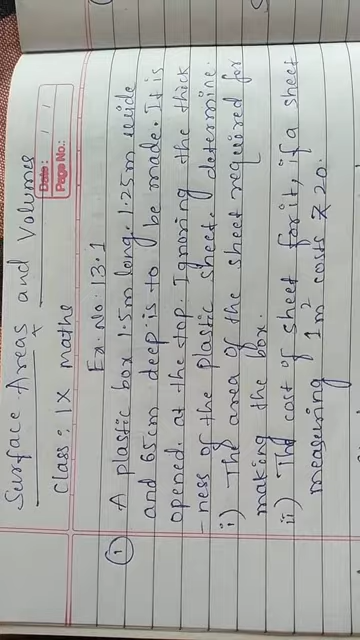 Surface Areas and Volumes
Date:
Page No.:
Class: IX maths
Ex. No: 13.1
① A plastic box 1.5m long. 1.25m wide
and 65cm deep is to be made. It is
opened at the top. Ignoring the thick
-ness of the plastic sheet. determine.
i) The area of the sheet required for
making the box.
ii) The cost of sheet for it, if a sheet
measuring 1m² costs ₹ 20.